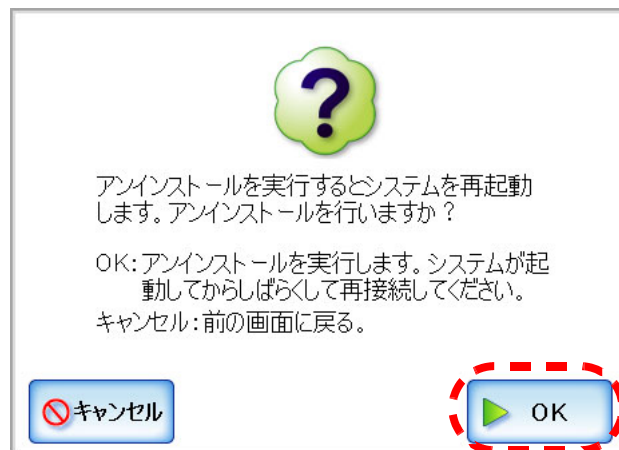 ?
アンインストールを実行するとシステムを再起動
します。アンインストールを行いますか？
OK:アンインストールを実行します。システムが起
動してからしばらくして再接続してください。
キャンセル:前の画面に戻る。
キャンセル
OK